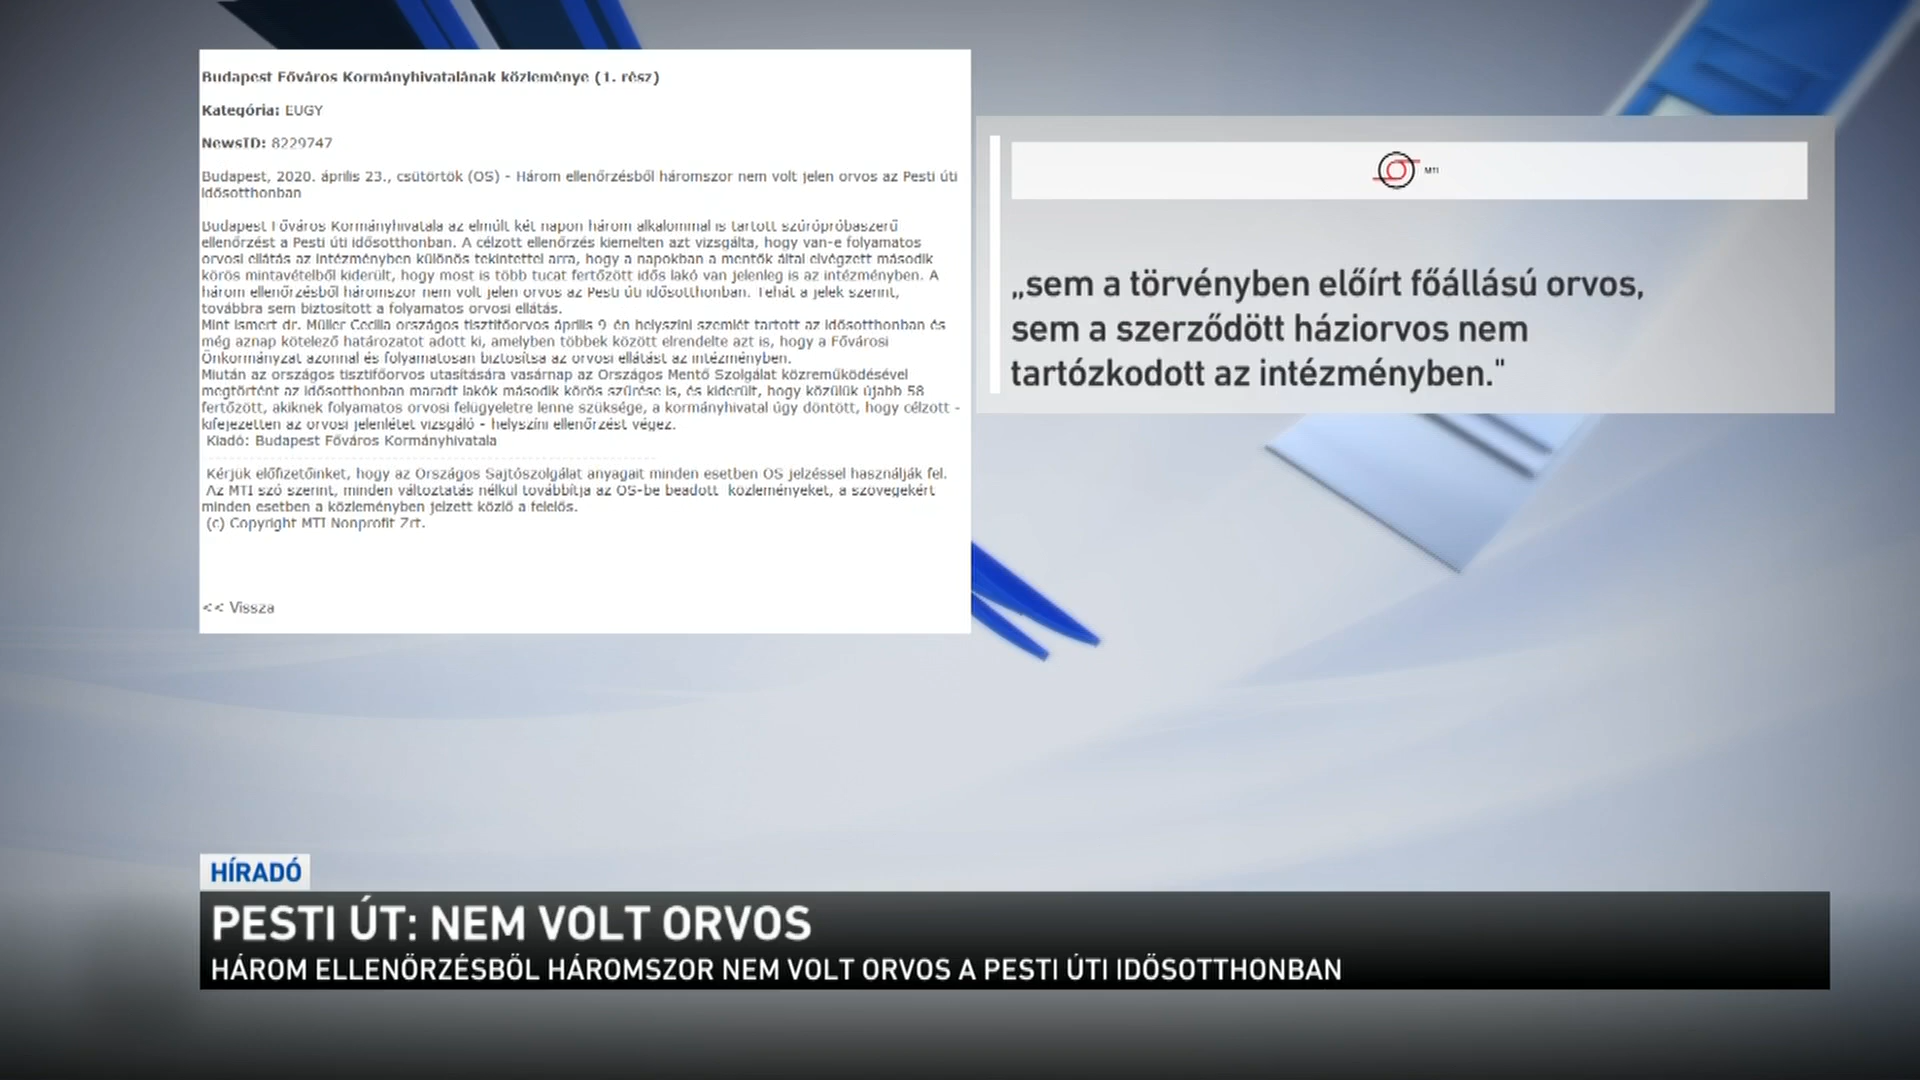 Budapest Főváros Kormányhivatalának közleménye (1. rész)
Kategória: EUGY
NewsID: 8229747
Budapest, 2020. április 23., csütörtök (OS) - Három ellenőrzésből háromszor nem volt jelen orvos az Pesti úti
idősotthonban
Budapest Főváros Kormányhivatala az elmúlt két napon három alkalommal is tartott szúrópróbaszerű
ellenőrzést a Pesti úti idősotthonban. A célzott ellenőrzés kiemelten azt vizsgálta, hogy van-e folyamatos
orvosi ellátás az intézményben különös tekintettel arra, hogy a napokban a mentők által elvégzett második
körös mintavételből kiderült, hogy most is több tucat fertőzött idős lakó van jelenleg is az intézményben. A
három ellenőrzésből háromszor nem volt jelen orvos az Pesti úti idősotthonban. Tehát a jelek szerint,
továbbra sem biztosított a folyamatos orvosi ellátás.
Mint ismert dr. Müller Cecília országos tisztifőorvos április 9-én helyszíni szemlét tartott az idősotthonban és
még aznap kötelező határozatot adott ki, amelyben többek között elrendelte azt is, hogy a Fővárosi
Önkormányzat azonnal és folyamatosan biztosítsa az orvosi ellátást az intézményben.
Miután az országos tisztifőorvos utasítására vasárnap az Országos Mentő Szolgálat közreműködésével
megtörtént az idősotthonban maradt lakók második körös szűrése is, és kiderült, hogy közülük újabb 58
fertőzött, akiknek folyamatos orvosi felügyeletre lenne szüksége, a kormányhivatal úgy döntött, hogy célzott -
kifejezetten az orvosi jelenlétet vizsgáló - helyszíni ellenőrzést végez.
Kiadó: Budapest Főváros Kormányhivatala
Kérjük előfizetőinket, hogy az Országos Sajtószolgálat anyagait minden esetben OS jelzéssel használják fel.
Az MTI szó szerint, minden változtatás nélkül továbbítja az OS-be beadott közleményeket, a szövegekért
minden esetben a közleményben jelzett közlő a felelős.
(c) Copyright MTI Nonprofit Zrt.
<< Vissza
MTI
„sem a törvényben előírt főállású orvos,
sem a szerződött háziorvos nem
tartózkodott az intézményben."
HÍRADÓ
PESTI ÚT: NEM VOLT ORVOS
HÁROM ELLENŐRZÉSBŐL HÁROMSZOR NEM VOLT ORVOS A PESTI ÚTI IDŐSOTTHONBAN